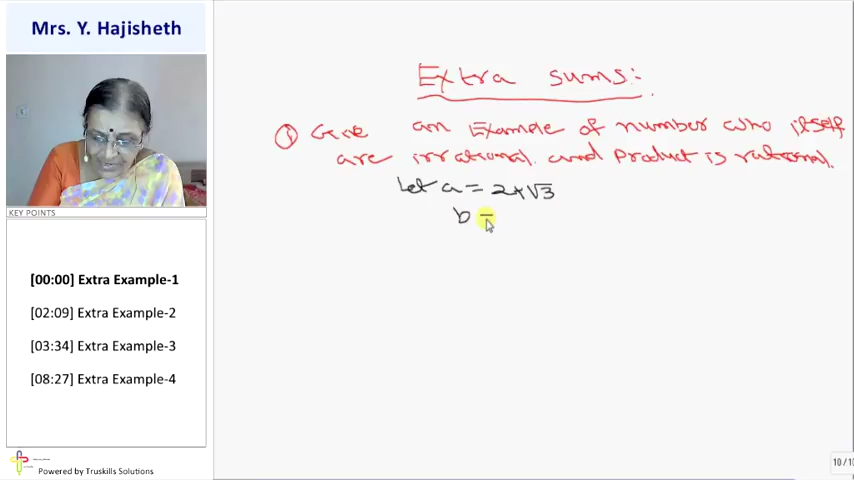 Mrs. Y. Hajisheth
KEY POINTS
[00:00] Extra Example-1
[02:09] Extra Example-2
[03:34] Extra Example-3
[08:27] Extra Example-4
Powered by Truskills Solutions
Extra sums:
① Give an Example of number who itself
are irrational and product is rational.
Let a = 2+√3
b =
10/1